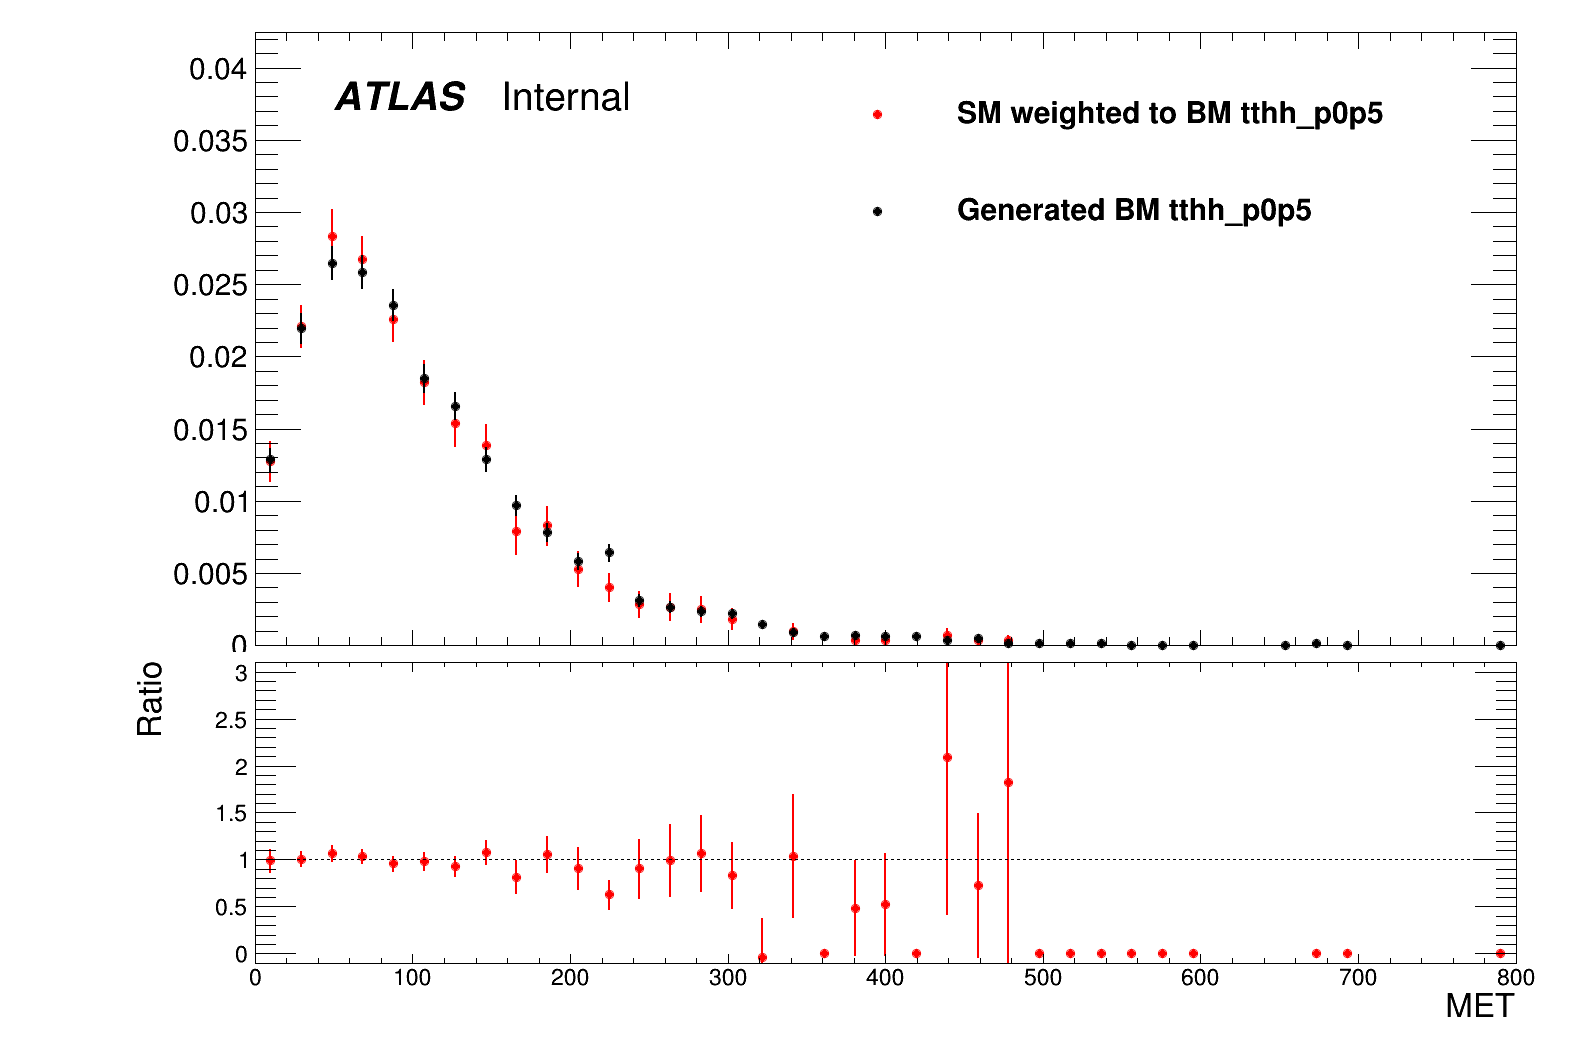 0.04
ATLAS Internal
SM weighted to BM tthh_p0p5
0.035
0.03
Generated BM tthh_p0p5
0.025
0.02
0.015
0.01
0.005
0
Ratio
3
2.5
2
1.5
1
0.5
0
0 100 200 300 400 500 600 700 800
MET